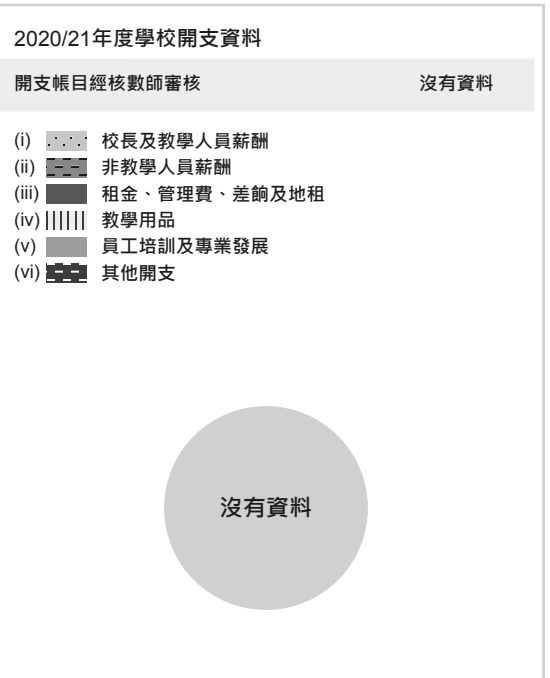 2020/21年度學校開支資料
開支帳目經核數師審核 沒有資料
(i) 校長及教學人員薪酬
(ii) 非教學人員薪酬
(iii) 租金、管理費、差餉及地租
(iv) 教學用品
(v) 員工培訓及專業發展
(vi) 其他開支
沒有資料